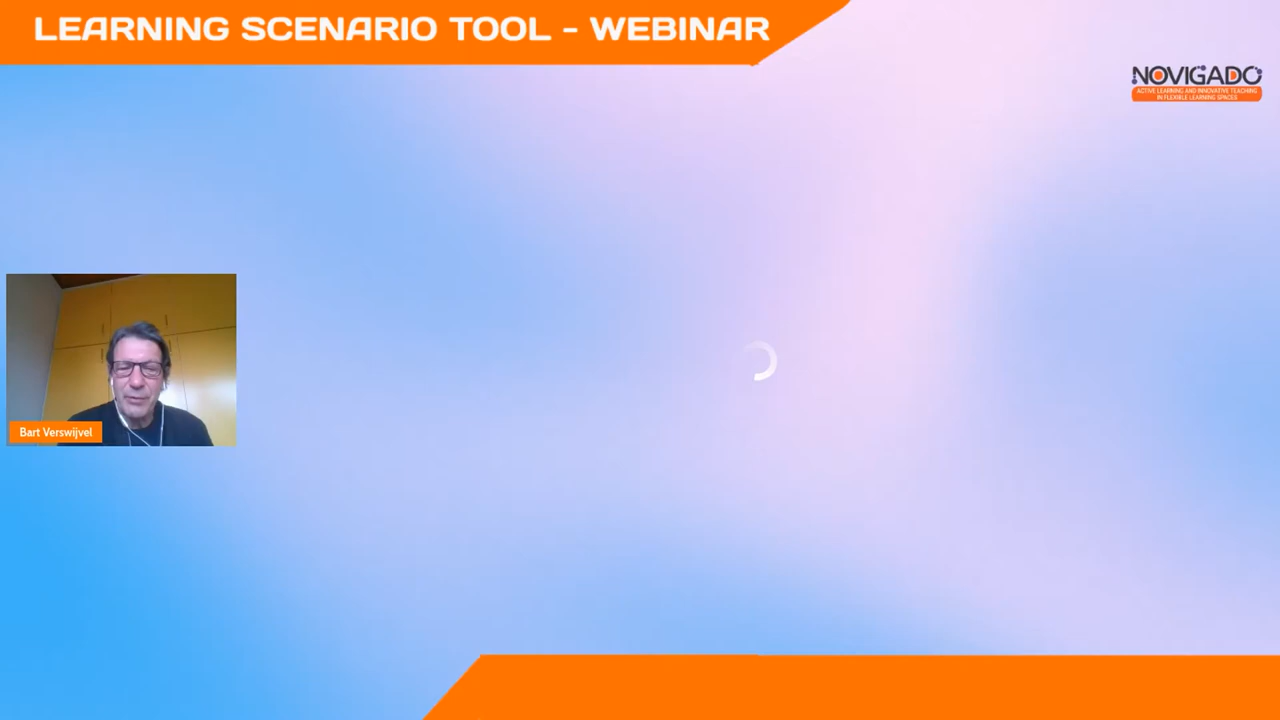 LEARNING SCENARIO TOOL - WEBINAR
NOVIGADO
ACTIVE LEARNING AND INNOVATIVE TEACHING
IN FLEXIBLE LEARNING SPACES
Bart Verswijvel